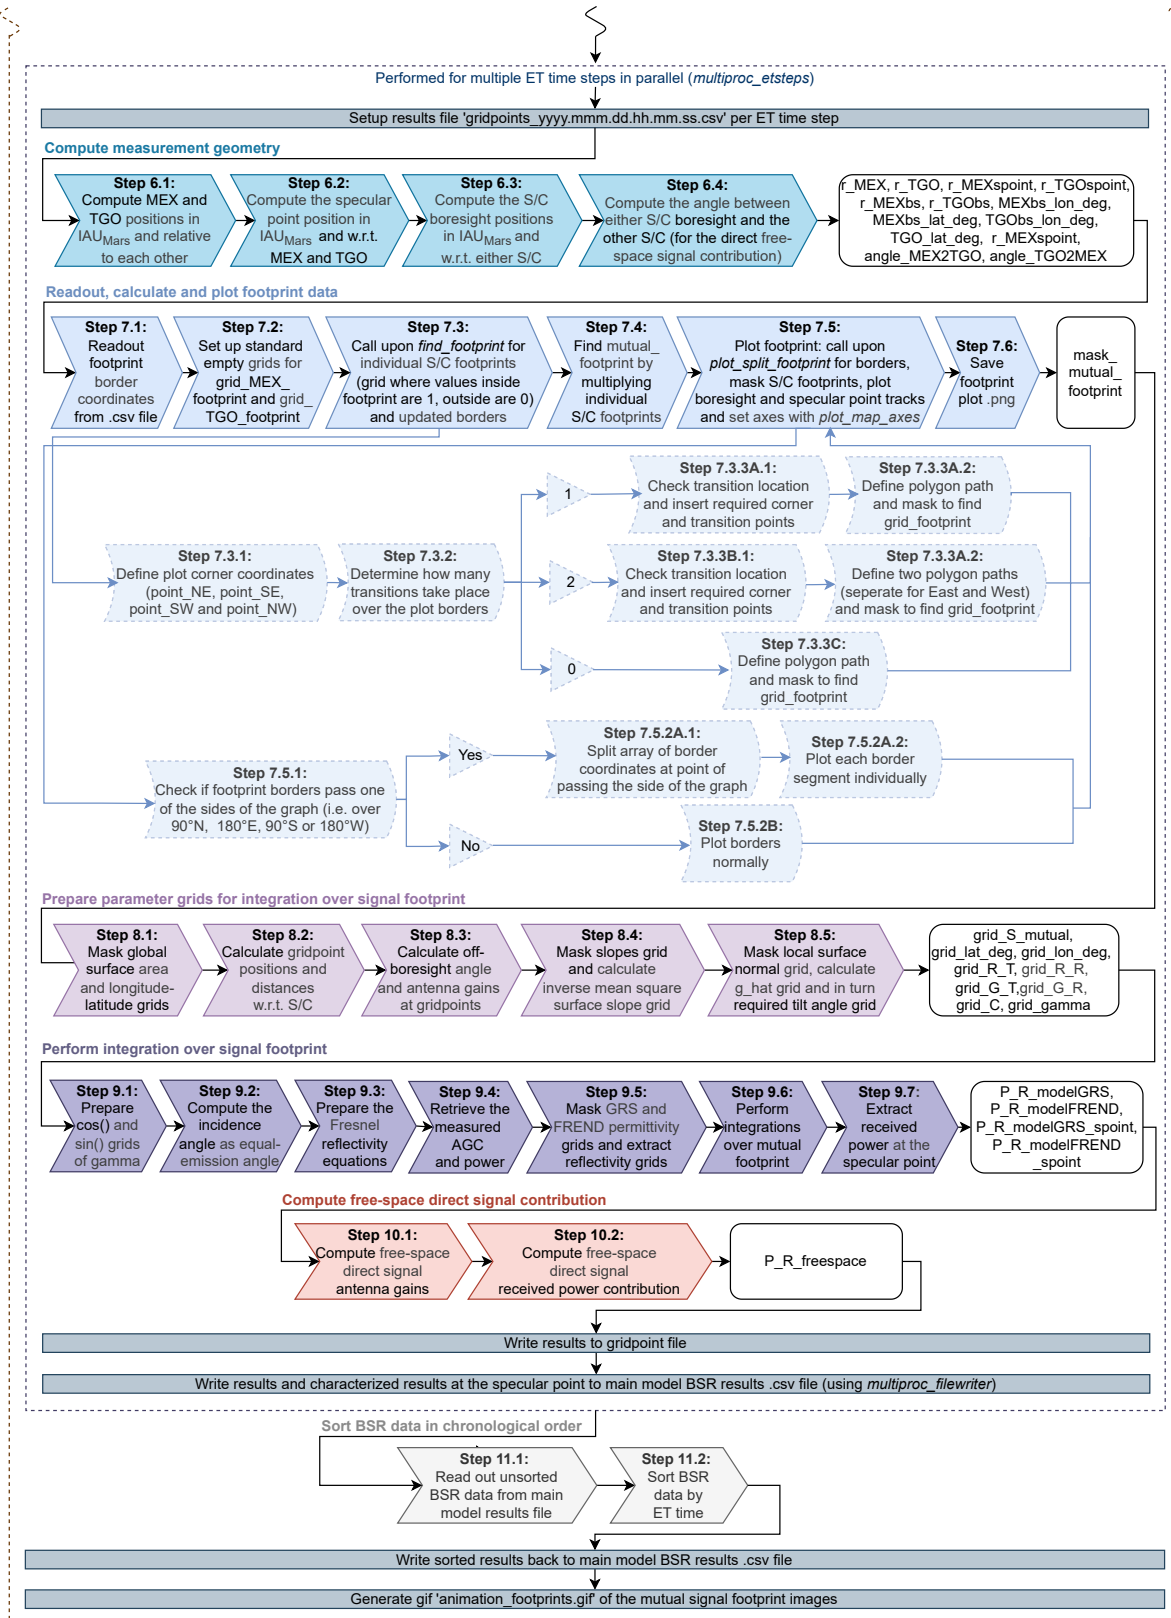 Performed for multiple ET time steps in parallel (multiproc_etsteps)
Setup results file 'gridpoints_yyyy.mmm.dd.hh.mm.ss.csv' per ET time step
Compute measurement geometry
Step 6.1:
Compute MEX and
TGO positions in
IAUMars and relative
to each other
Step 6.2:
Compute the specular
point position in
IAUMars and w.r.t.
MEX and TGO
Step 6.3:
Compute the S/C
boresight positions
in IAUMars and
w.r.t. either S/C
Step 6.4:
Compute the angle between
either S/C boresight and the
other S/C (for the direct free-
space signal contribution)
r_MEX, r_TGO, r_MEXspoint, r_TGOspoint,
r_MEXbs, r_TGObs, MEXbs_lon_deg,
MEXbs_lat_deg, TGObs_lon_deg,
TGO_lat_deg, r_MEXspoint,
angle_MEX2TGO, angle_TGO2MEX
Readout, calculate and plot footprint data
Step 7.1:
Readout
footprint
border
coordinates
from .csv file
Step 7.2:
Set up standard
empty grids for
grid_MEX_
footprint and grid_
TGO_footprint
Step 7.3:
Call upon find_footprint for
individual S/C footprints
(grid where values inside
footprint are 1, outside are 0)
and updated borders
Step 7.4:
Find mutual_
footprint by
multiplying
individual
S/C footprints
Step 7.5:
Plot footprint: call upon
plot_split_footprint for borders,
mask S/C footprints, plot
boresight and specular point tracks
and set axes with plot_map_axes
Step 7.6:
Save
footprint
plot .png
mask_
mutual_
footprint
Step 7.3.1:
Define plot corner coordinates
(point_NE, point_SE,
point_SW and point_NW)
Step 7.3.2:
Determine how many
transitions take place
over the plot borders
1
Step 7.3.3A.1:
Check transition location
and insert required corner
and transition points
Step 7.3.3A.2:
Define polygon path
and mask to find
grid_footprint
2
Step 7.3.3B.1:
Check transition location
and insert required corner
and transition points
Step 7.3.3A.2:
Define two polygon paths
(seperate for East and West)
and mask to find grid_footprint
0
Step 7.3.3C:
Define polygon path
and mask to find
grid_footprint
Step 7.5.1:
Check if footprint borders pass one
of the sides of the graph (i.e. over
90°N, 180°E, 90°S or 180°W)
Yes
Step 7.5.2A.1:
Split array of border
coordinates at point of
passing the side of the graph
Step 7.5.2A.2:
Plot each border
segment individually
No
Step 7.5.2B:
Plot borders
normally
Prepare parameter grids for integration over signal footprint
Step 8.1:
Mask global
surface area
and longitude-
latitude grids
Step 8.2:
Calculate gridpoint
positions and
distances
w.r.t. S/C
Step 8.3:
Calculate off-
boresight angle
and antenna gains
at gridpoints
Step 8.4:
Mask slopes grid
and calculate
inverse mean square
surface slope grid
Step 8.5:
Mask local surface
normal grid, calculate
g_hat grid and in turn
required tilt angle grid
grid_S_mutual,
grid_lat_deg, grid_lon_deg,
grid_R_T, grid_R_R,
grid_G_T,grid_G_R,
grid_C, grid_gamma
Perform integration over signal footprint
Step 9.1:
Prepare
cos() and
sin() grids
of gamma
Step 9.2:
Compute the
incidence
angle as equal-
emission angle
Step 9.3:
Prepare the
Fresnel
reflectivity
equations
Step 9.4:
Retrieve the
measured
AGC
and power
Step 9.5:
Mask GRS and
FREND permittivity
grids and extract
reflectivity grids
Step 9.6:
Perform
integrations
over mutual
footprint
Step 9.7:
Extract
received
power at the
specular point
P_R_modelGRS,
P_R_modelFREND,
P_R_modelGRS_spoint,
P_R_modelFREND
_spoint
Compute free-space direct signal contribution
Step 10.1:
Compute free-space
direct signal
antenna gains
Step 10.2:
Compute free-space
direct signal
received power contribution
P_R_freespace
Write results to gridpoint file
Write results and characterized results at the specular point to main model BSR results .csv file (using multiproc_filewriter)
Sort BSR data in chronological order
Step 11.1:
Read out unsorted
BSR data from main
model results file
Step 11.2:
Sort BSR
data by
ET time
Write sorted results back to main model BSR results .csv file
Generate gif 'animation_footprints.gif' of the mutual signal footprint images